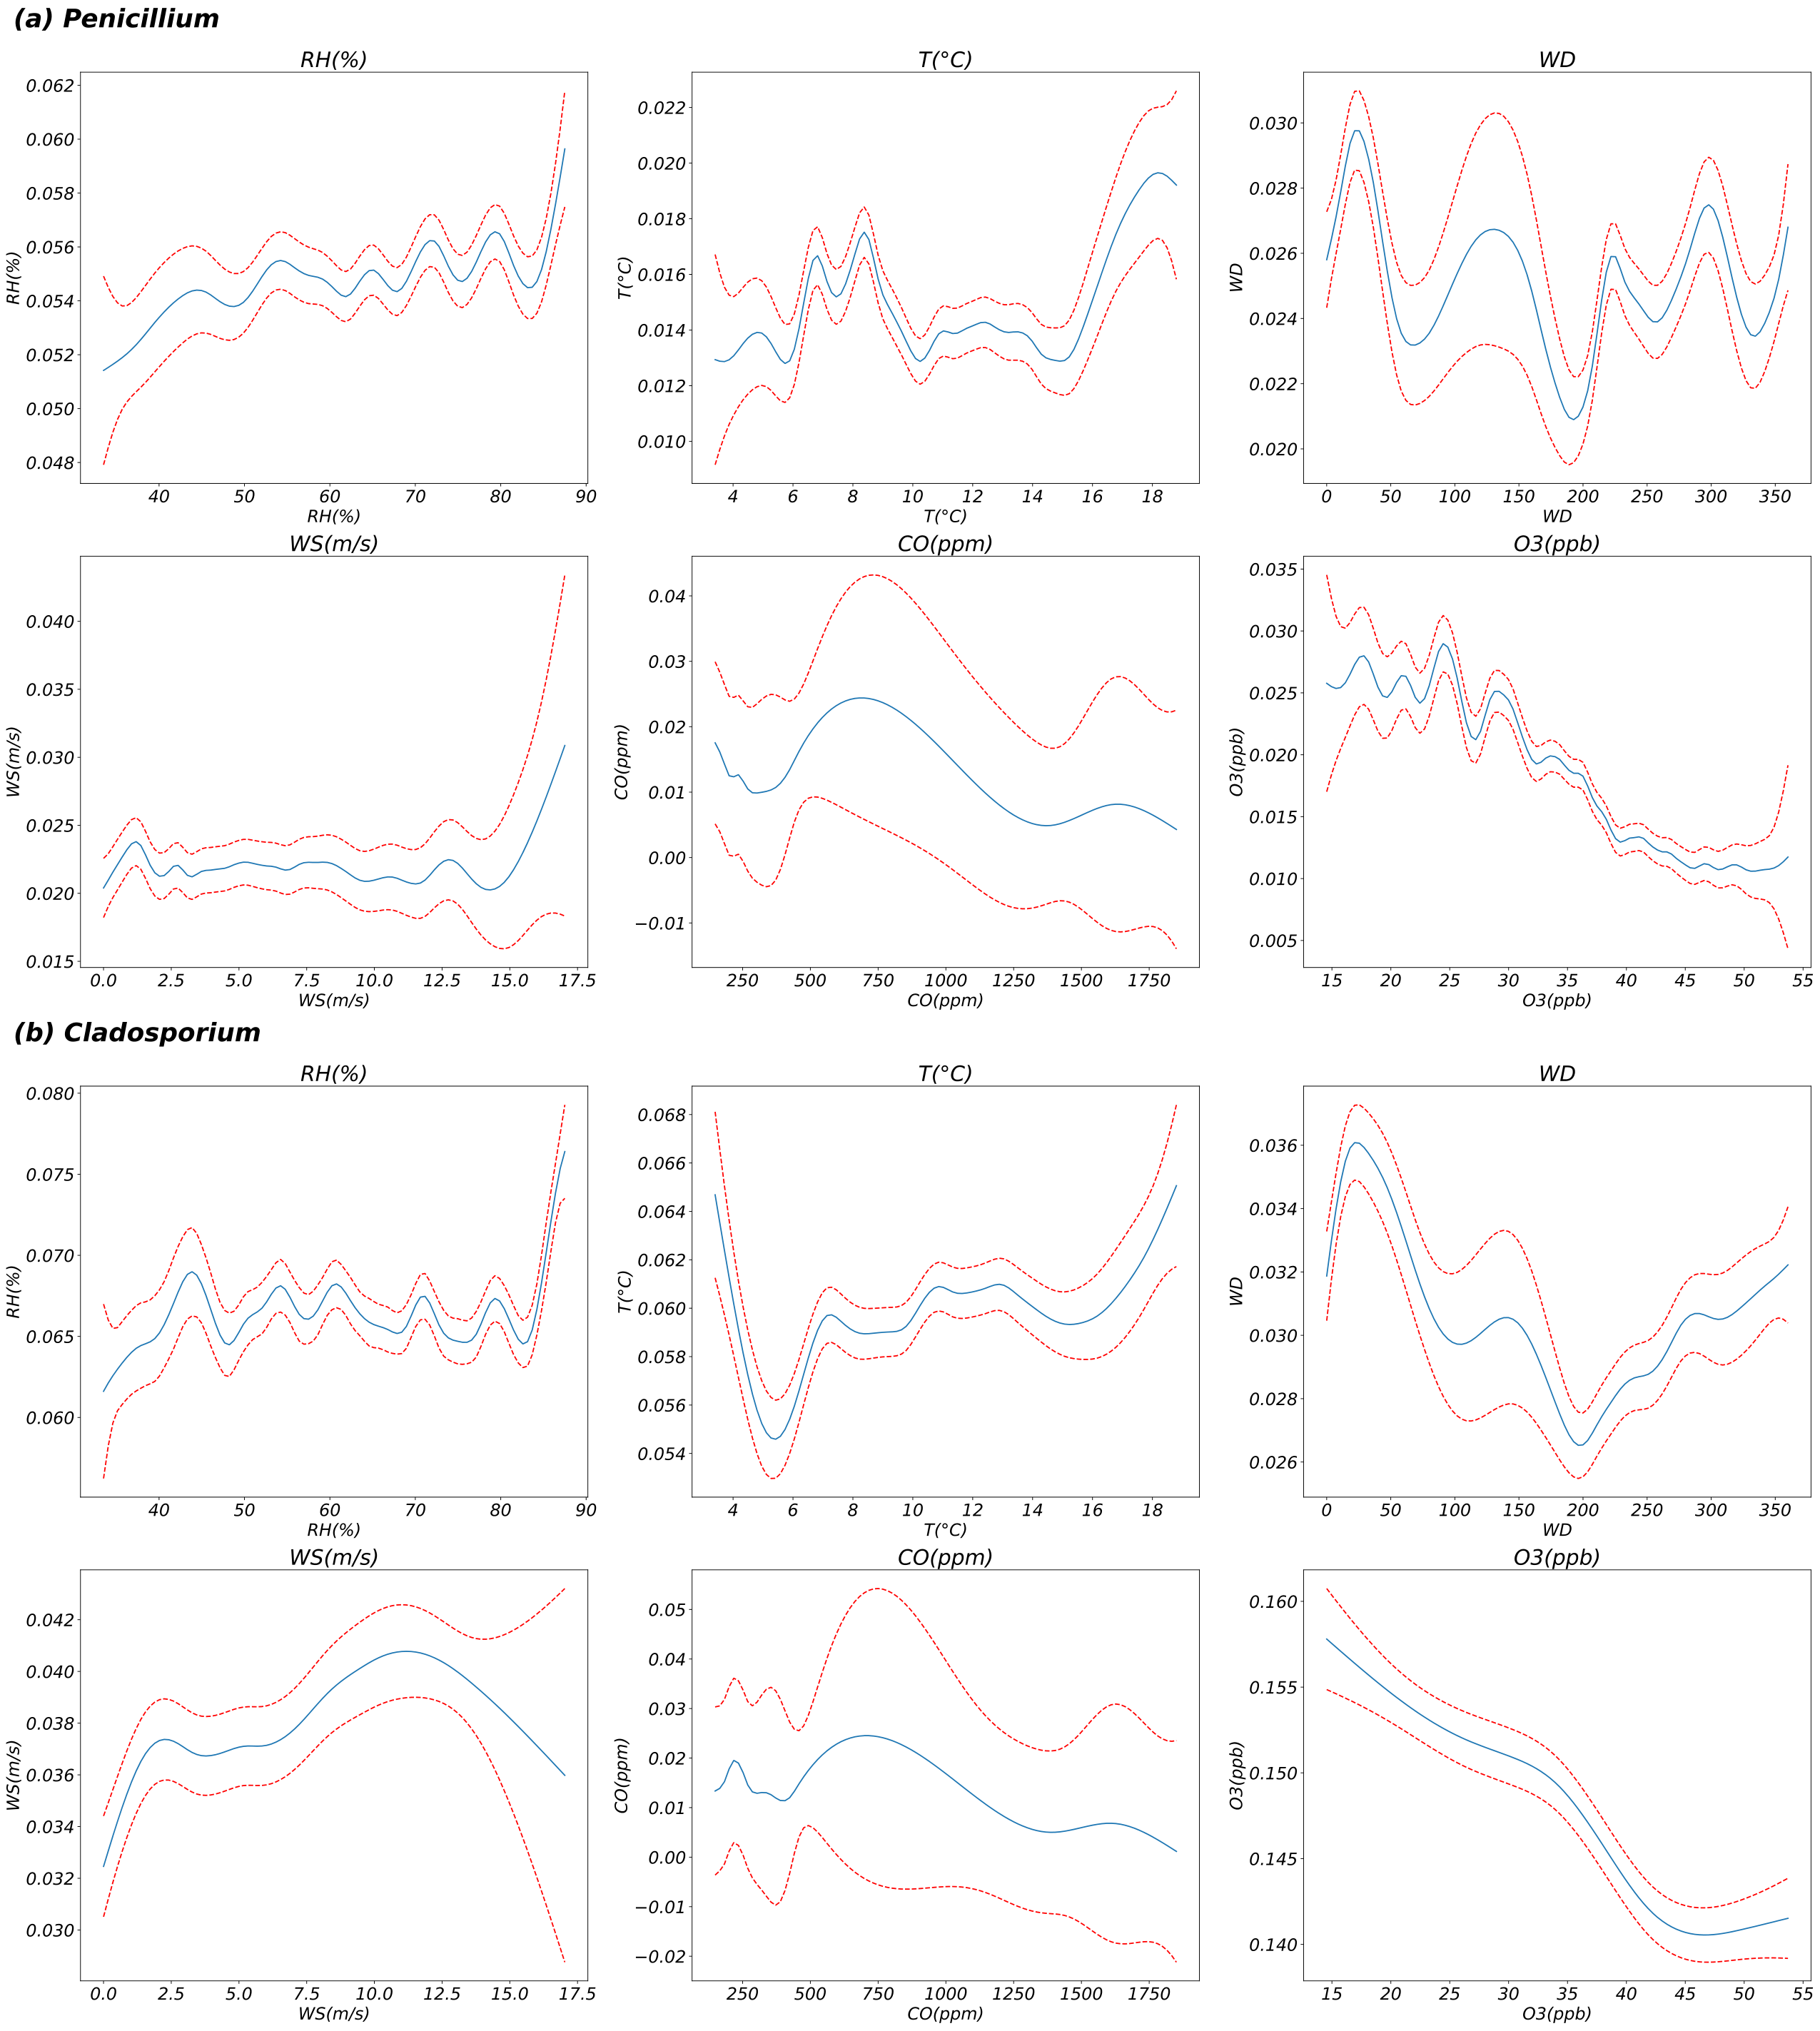 (a) Penicillium
RH(%)
RH(%)
0.062
0.060
0.058
0.056
0.054
0.052
0.050
0.048
40 50 60 70 80 90
RH(%)
T(°C)
T(°C)
0.022
0.020
0.018
0.016
0.014
0.012
0.010
4 6 8 10 12 14 16 18
T(°C)
WD
WD
0.030
0.028
0.026
0.024
0.022
0.020
0 50 100 150 200 250 300 350
WD
WS(m/s)
WS(m/s)
0.040
0.035
0.030
0.025
0.020
0.015
0.0 2.5 5.0 7.5 10.0 12.5 15.0 17.5
WS(m/s)
CO(ppm)
CO(ppm)
0.04
0.03
0.02
0.01
0.00
−0.01
250 500 750 1000 1250 1500 1750
CO(ppm)
O3(ppb)
O3(ppb)
0.035
0.030
0.025
0.020
0.015
0.010
0.005
15 20 25 30 35 40 45 50 55
O3(ppb)
(b) Cladosporium
RH(%)
RH(%)
0.080
0.075
0.070
0.065
0.060
40 50 60 70 80 90
RH(%)
T(°C)
T(°C)
0.068
0.066
0.064
0.062
0.060
0.058
0.056
0.054
4 6 8 10 12 14 16 18
T(°C)
WD
WD
0.036
0.034
0.032
0.030
0.028
0.026
0 50 100 150 200 250 300 350
WD
WS(m/s)
WS(m/s)
0.042
0.040
0.038
0.036
0.034
0.032
0.030
0.0 2.5 5.0 7.5 10.0 12.5 15.0 17.5
WS(m/s)
CO(ppm)
CO(ppm)
0.05
0.04
0.03
0.02
0.01
0.00
−0.01
−0.02
250 500 750 1000 1250 1500 1750
CO(ppm)
O3(ppb)
O3(ppb)
0.160
0.155
0.150
0.145
0.140
15 20 25 30 35 40 45 50 55
O3(ppb)